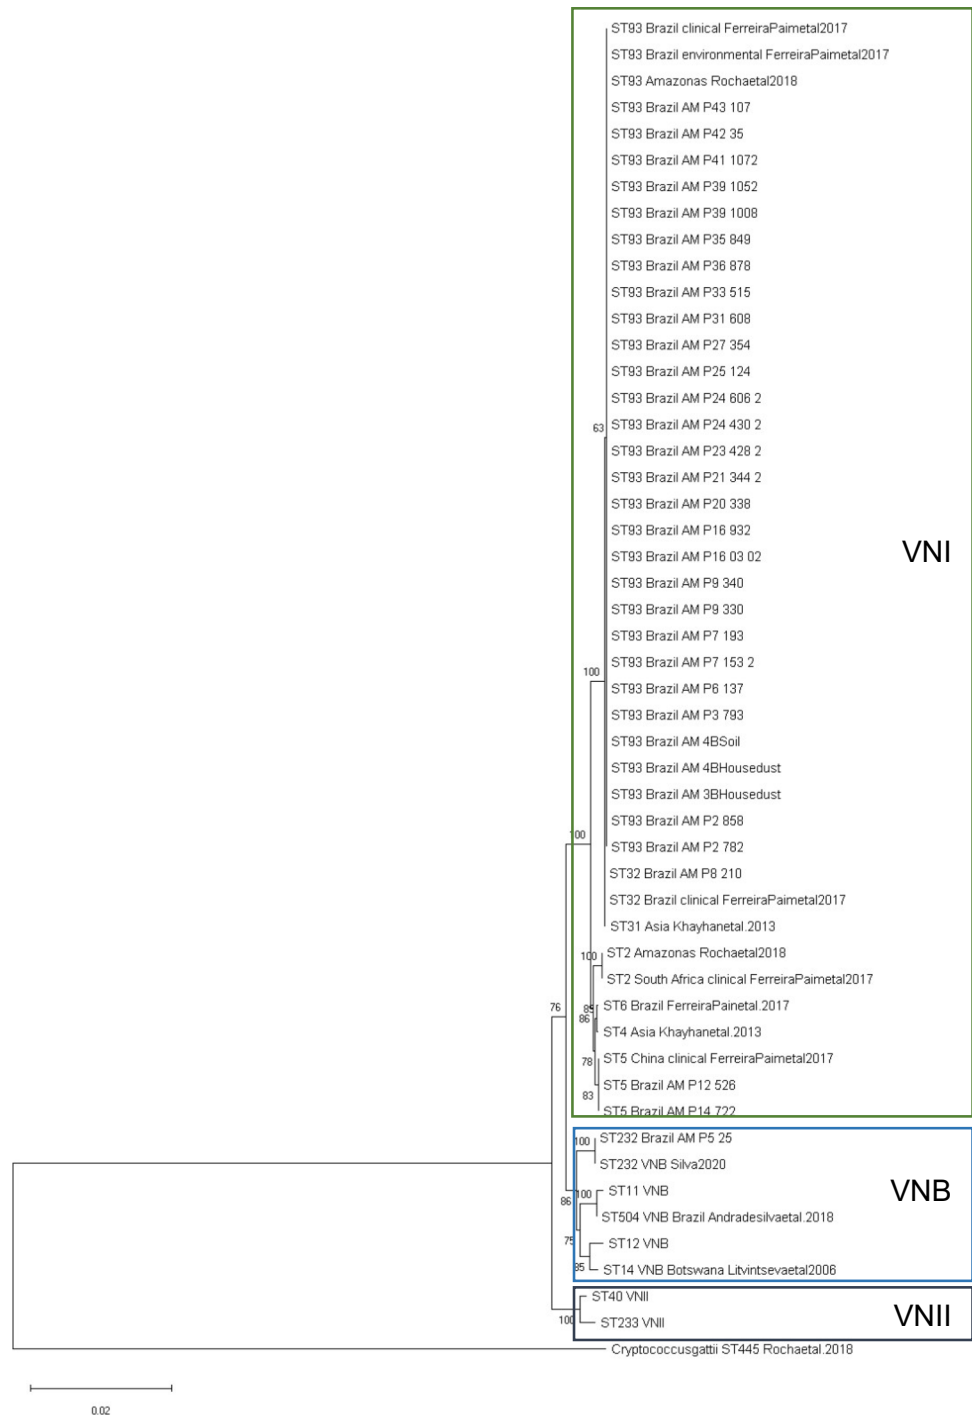 ST93 Brazil clinical FerreiraPaimetal2017
ST93 Brazil environmental FerreiraPaimetal2017
ST93 Amazonas Rochaetal2018
ST93 Brazil AM P43 107
ST93 Brazil AM P42 35
ST93 Brazil AM P41 1072
ST93 Brazil AM P39 1052
ST93 Brazil AM P39 1008
ST93 Brazil AM P35 849
ST93 Brazil AM P36 878
ST93 Brazil AM P33 515
ST93 Brazil AM P31 608
ST93 Brazil AM P27 354
ST93 Brazil AM P25 124
ST93 Brazil AM P24 606 2
ST93 Brazil AM P24 430 2
63
ST93 Brazil AM P23 428 2
ST93 Brazil AM P21 344 2
ST93 Brazil AM P20 338
ST93 Brazil AM P16 932
VNI
ST93 Brazil AM P16 03 02
ST93 Brazil AM P9 340
ST93 Brazil AM P9 330
ST93 Brazil AM P7 193
ST93 Brazil AM P7 153 2
100
ST93 Brazil AM P6 137
ST93 Brazil AM P3 793
ST93 Brazil AM 4BSoil
ST93 Brazil AM 4BHousedust
ST93 Brazil AM 3BHousedust
ST93 Brazil AM P2 858
100
ST93 Brazil AM P2 782
ST32 Brazil AM P8 210
ST32 Brazil clinical FerreiraPaimetal2017
ST31 Asia Khayhanetal.2013
ST2 Amazonas Rochaetal2018
100
ST2 South Africa clinical FerreiraPaimetal2017
ST6 Brazil FerreiraPainetal.2017
76
86
ST4 Asia Khayhanetal.2013
ST5 China clinical FerreiraPaimetal2017
78
ST5 Brazil AM P12 526
83
ST5 Brazil AM P14 722
ST232 Brazil AM P5 25
100
ST232 VNB Silva2020
ST11 VNB
VNB
100
86
ST504 VNB Brazil Andradesilvaetal.2018
75
ST12 VNB
85
ST14 VNB Botswana Litvintsevaetal2006
ST40 VNII
VNII
100
ST233 VNII
Cryptococcusgattii ST445 Rochaetal.2018
0.02